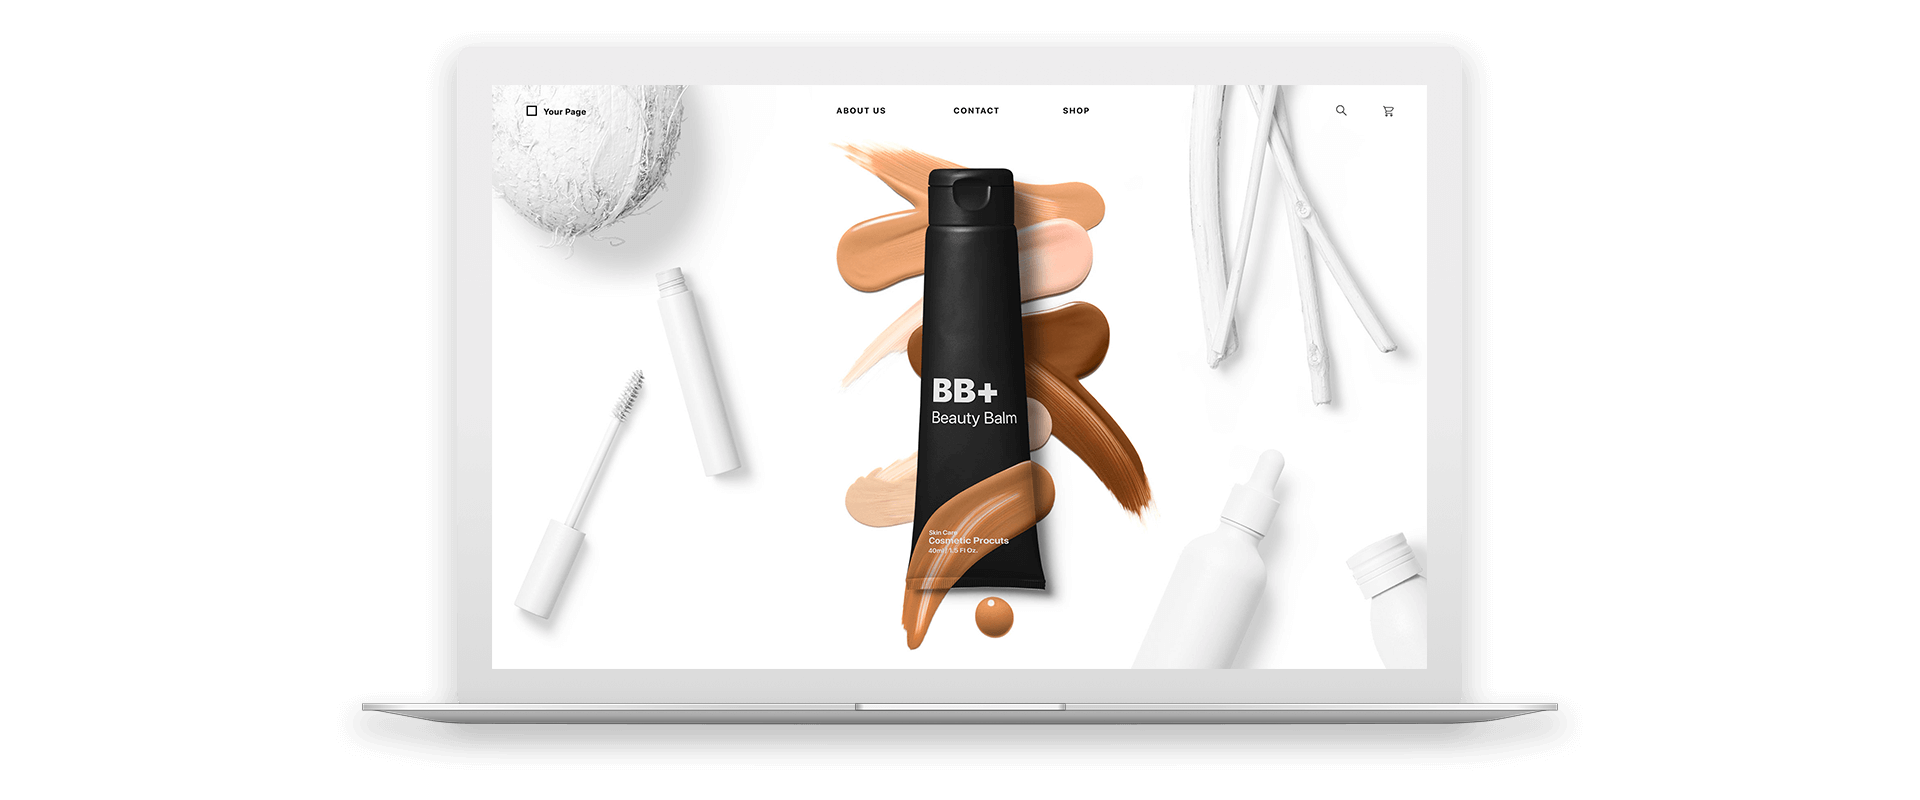 Your Page
ABOUT US
CONTACT
SHOP
BB+
Beauty Balm
Skin Care
Cosmetic Procuts
40ml | 1.5 Fl Oz.